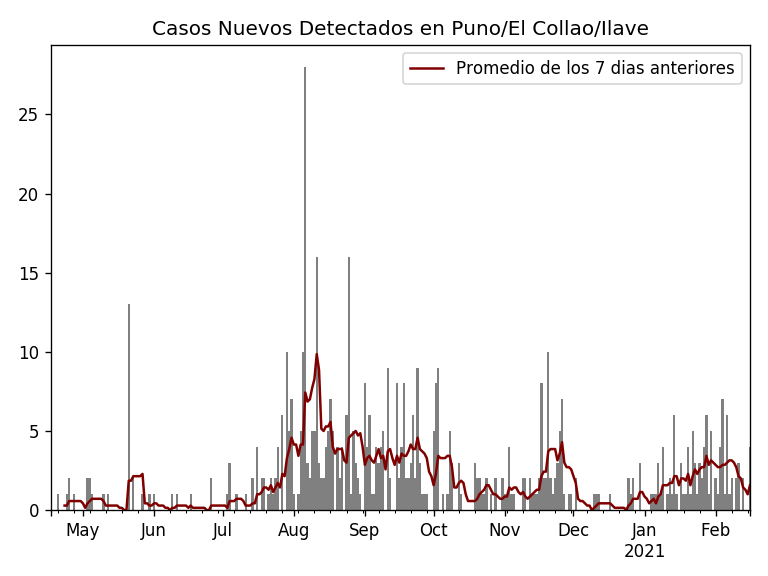 Casos Nuevos Detectados en Puno/El Collao/Ilave
Promedio de los 7 dias anteriores
25
20
15
10
5
0
May Jun Jul Aug Sep Oct Nov Dec Jan Feb
2021